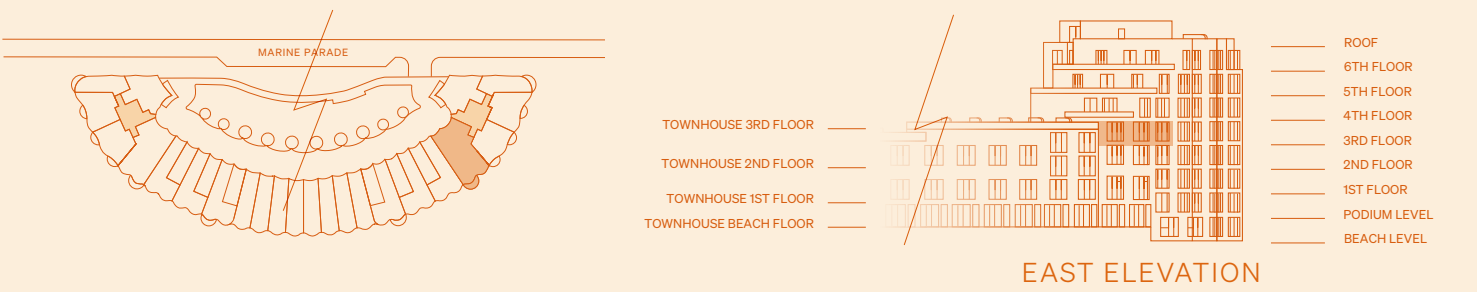 MARINE PARADE
TOWNHOUSE 3RD FLOOR
TOWNHOUSE 2ND FLOOR
TOWNHOUSE 1ST FLOOR
TOWNHOUSE BEACH FLOOR
ROOF
6TH FLOOR
5TH FLOOR
4TH FLOOR
3RD FLOOR
2ND FLOOR
1ST FLOOR
PODIUM LEVEL
BEACH LEVEL
EAST ELEVATION